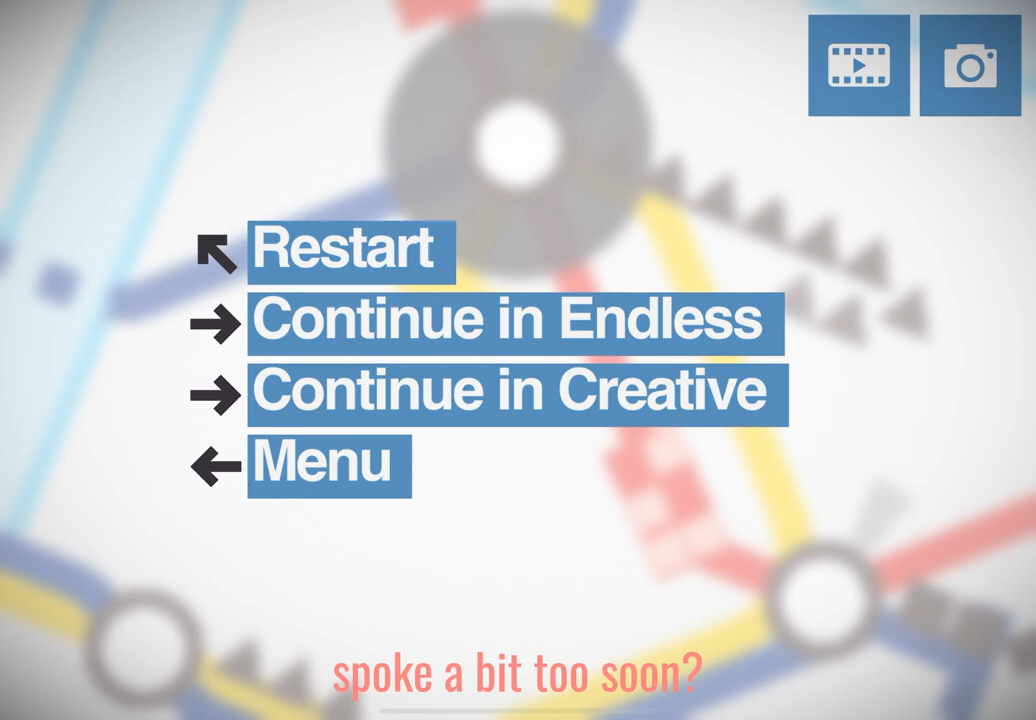 Restart
Continue in Endless
Continue in Creative
Menu
spoke a bit too soon?